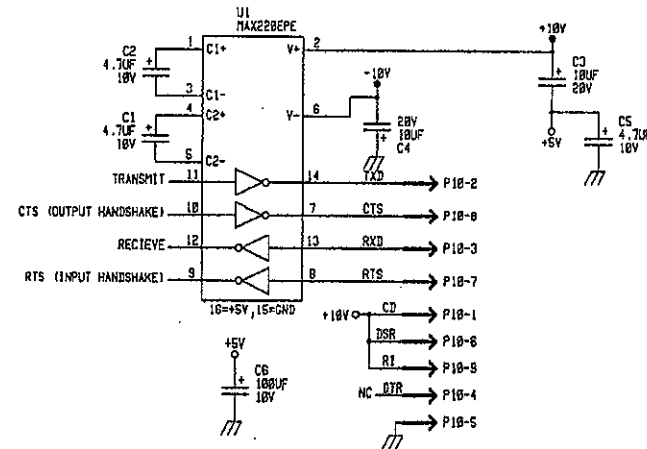 U1
MAX220EPE
+10V
C2
4.7UF
10V
1
C1+
V+
2
C3
10UF
20V
-10V
3
C1-
4
C2+
V-
6
C1
4.7UF
10V
20V
10UF
C4
+5V
C5
4.7UF
10V
5
C2-
TRANSMIT
11
14
TXD
P10-2
CTS (OUTPUT HANDSHAKE)
10
7
CTS
P10-8
RECIEVE
12
13
RXD
P10-3
RTS (INPUT HANDSHAKE)
9
8
RTS
P10-7
16=+5V,15=GND
+10V
CD
P10-1
DSR
P10-6
RI
P10-9
NC
DTR
P10-4
P10-5
+5V
C6
100UF
10V